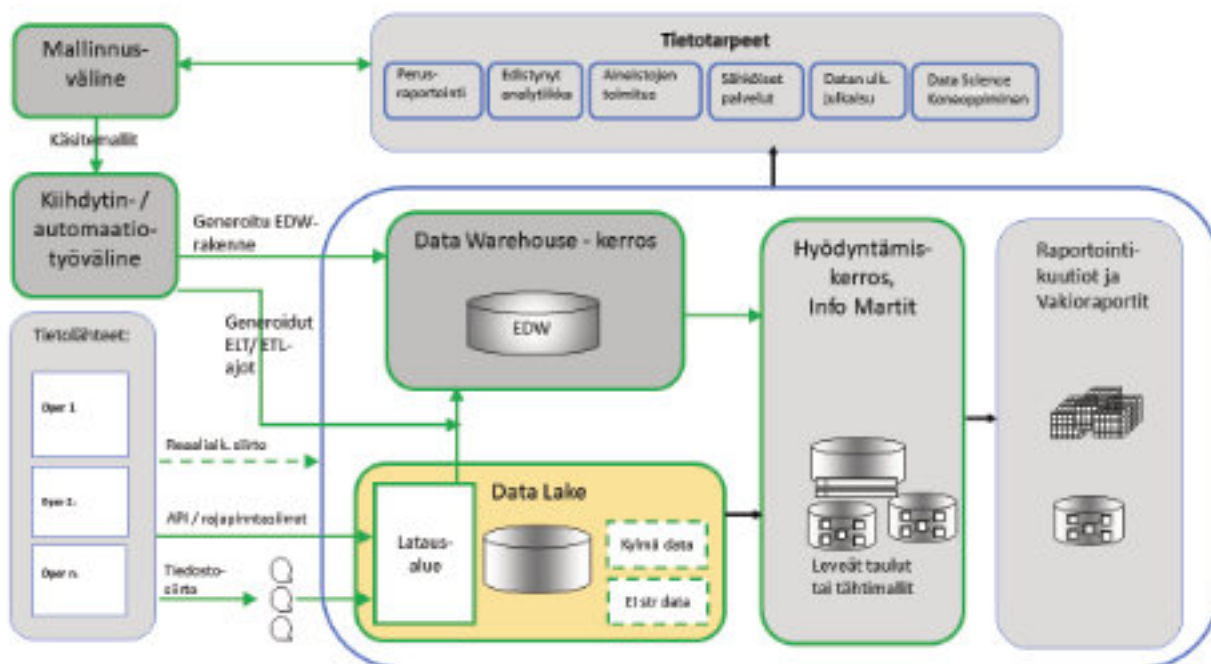 Mallinnus-
väline
Tietotarpeet
Perus-
raportointi
Edistynyt
analytiikka
Aineistojen
toimitus
Sähköiset
palvelut
Datan ulk.
julkaisu
Data Science
Koneoppiminen
Käsitemallit
Kiihdytin- /
automaatio-
työväline
Generoitu EDW-
rakenne
Data Warehouse - kerros
EDW
Hyödyntämis-
kerros,
Info Martit
Raportointi-
kuutiot ja
Vakioraportit
Generoidut
ELT/ ETL-
ajot
Tietolähteet:
Oper 1.
Oper 2.
Oper n.
Reaaliaik. siirto
API / rajapintasiirrot
Tiedosto-
siirto
Data Lake
Lataus-
alue
Kylmä data
Ei str data
Leveät taulut
tai tähtimallit